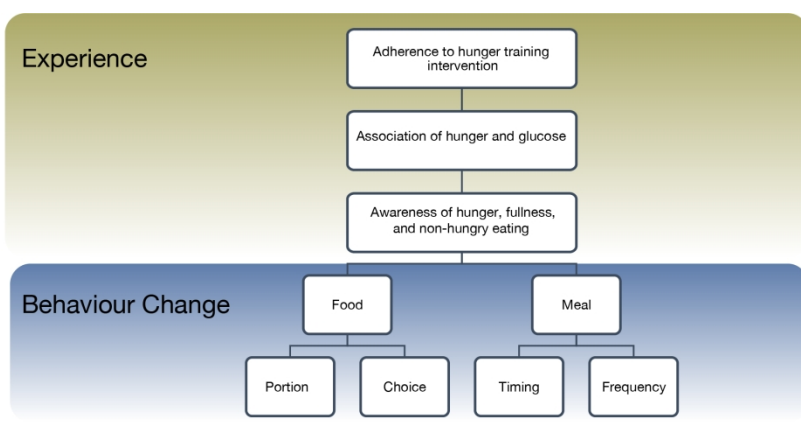 Experience
Adherence to hunger training
intervention
Association of hunger and glucose
Awareness of hunger, fullness,
and non-hungry eating
Behaviour Change
Food
Meal
Portion
Choice
Timing
Frequency